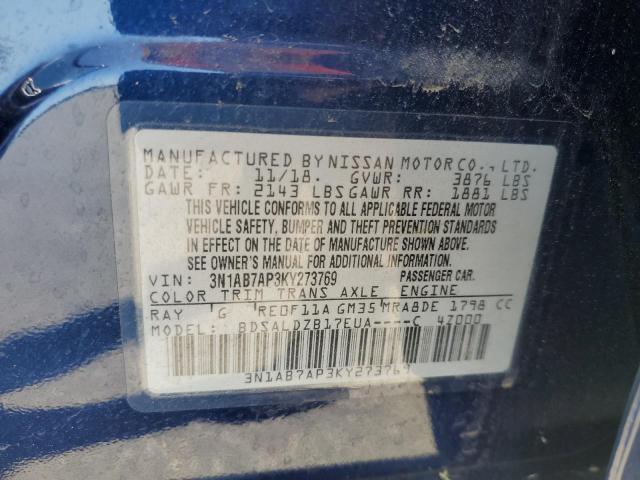 MANUFACTURED BY NISSAN MOTOR CO., LTD.
DATE: 11/18. GVWR: 3876 LBS
GAWR FR: 2143 LBS GAWR RR: 1881 LBS
THIS VEHICLE CONFORMS TO ALL APPLICABLE FEDERAL MOTOR
VEHICLE SAFETY, BUMPER AND THEFT PREVENTION STANDARDS
IN EFFECT ON THE DATE OF MANUFACTURE SHOWN ABOVE.
SEE OWNER'S MANUAL FOR ADDITIONAL INFORMATION.
VIN: 3N1AB7AP3KY273769 PASSENGER CAR.
COLOR TRIM TRANS AXLE ENGINE
RAY G RE0F11A GM35 MRA8DE 1798 CC
MODEL: BDSALDZB17EUA----C 4Z000
3N1AB7AP3KY273769